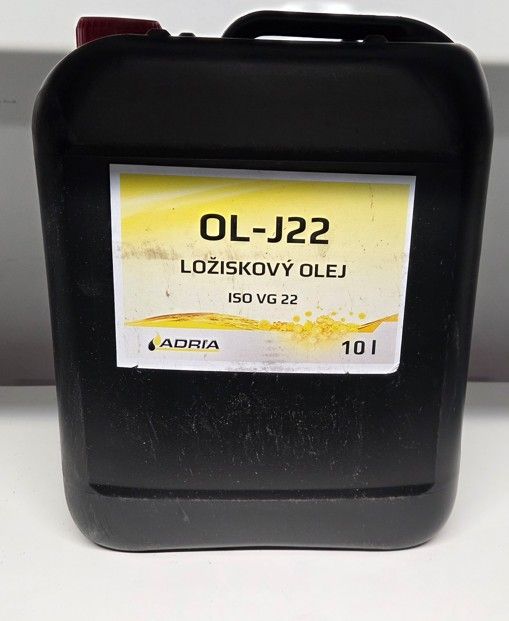 OL-J22
LOŽISKOVÝ OLEJ
ISO VG 22
ADRIA
10 l